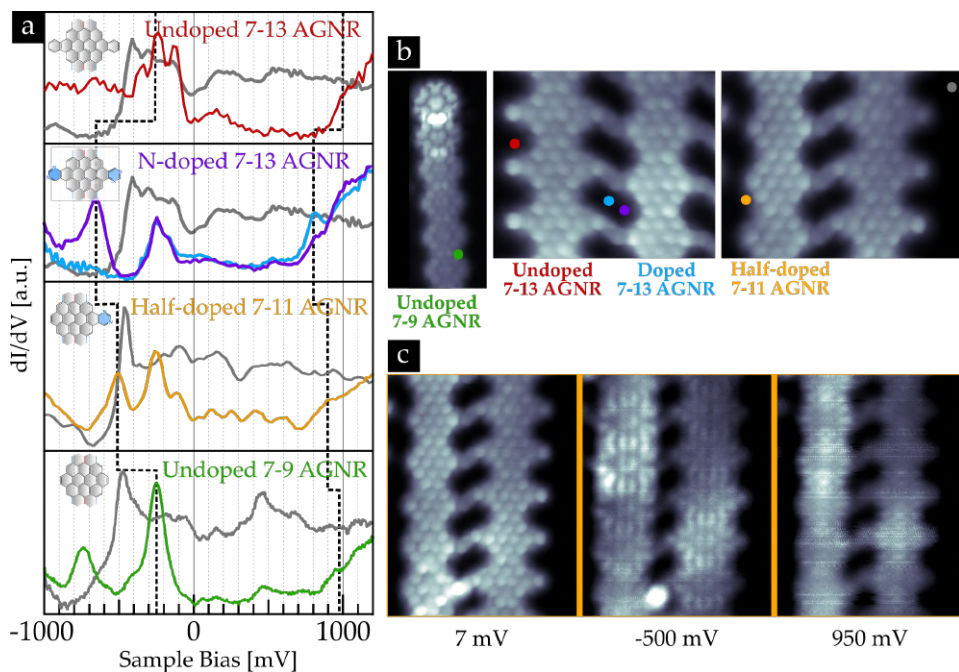 a
Undoped 7-13 AGNR
N-doped 7-13 AGNR
Half-doped 7-11 AGNR
Undoped 7-9 AGNR
dI/dV [a.u.]
-1000 -500 0 500 1000
Sample Bias [mV]
b
Undoped
7-9 AGNR
Undoped
7-13 AGNR
Doped
7-13 AGNR
Half-doped
7-11 AGNR
c
7 mV
-500 mV
950 mV